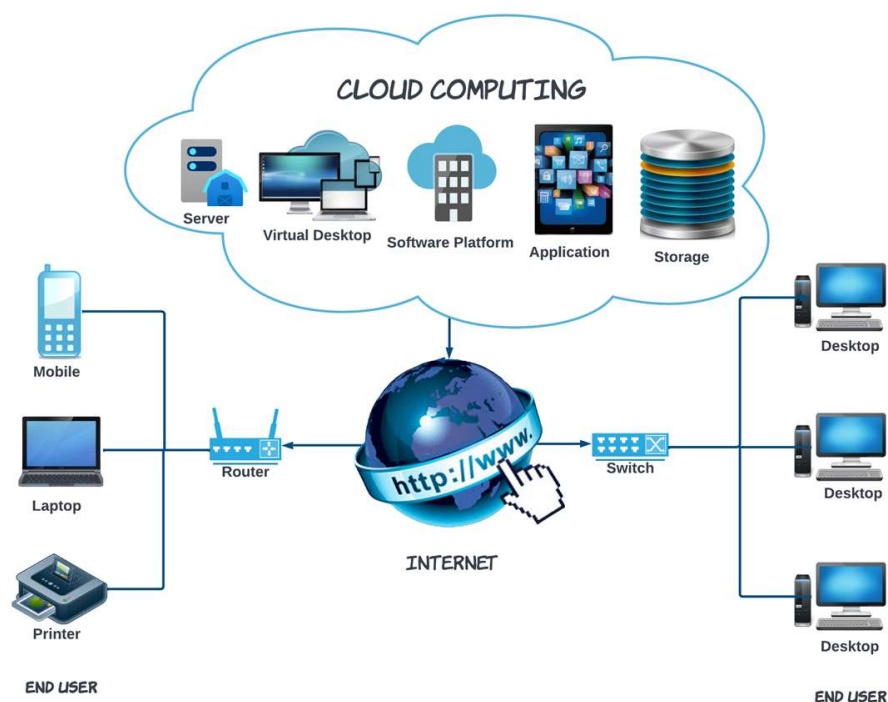 CLOUD COMPUTING
Server
Virtual Desktop
Software Platform
Application
Storage
Mobile
Desktop
Router
http://www.
Switch
Laptop
Desktop
INTERNET
Printer
Desktop
END USER
END USER